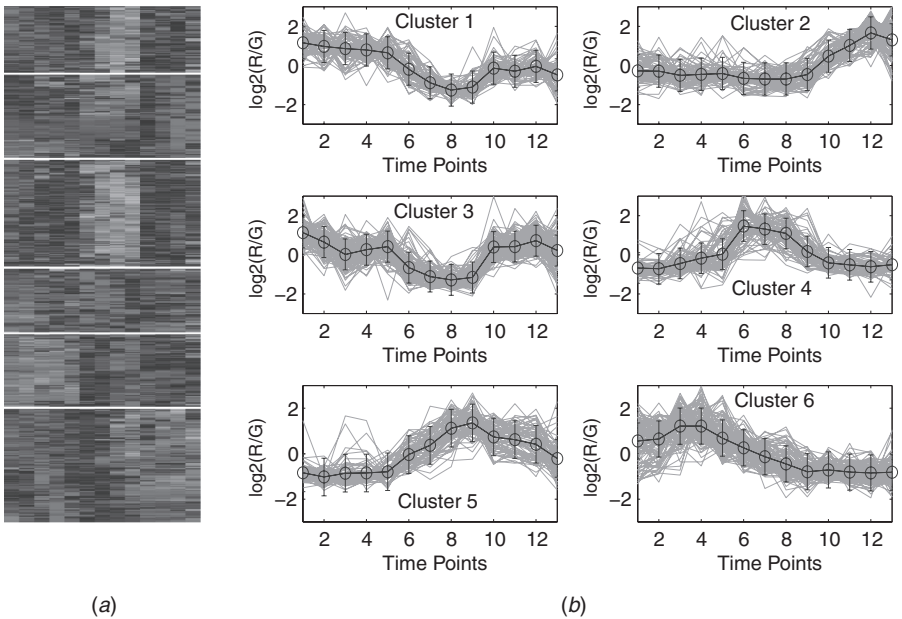 Cluster 1
2
0
−2
log2(R/G)
2 4 6 8 10 12
Time Points
Cluster 2
2
0
−2
log2(R/G)
2 4 6 8 10 12
Time Points
Cluster 3
2
0
−2
log2(R/G)
2 4 6 8 10 12
Time Points
Cluster 4
2
0
−2
log2(R/G)
2 4 6 8 10 12
Time Points
Cluster 5
2
0
−2
log2(R/G)
2 4 6 8 10 12
Time Points
Cluster 6
2
0
−2
log2(R/G)
2 4 6 8 10 12
Time Points
(a)
(b)